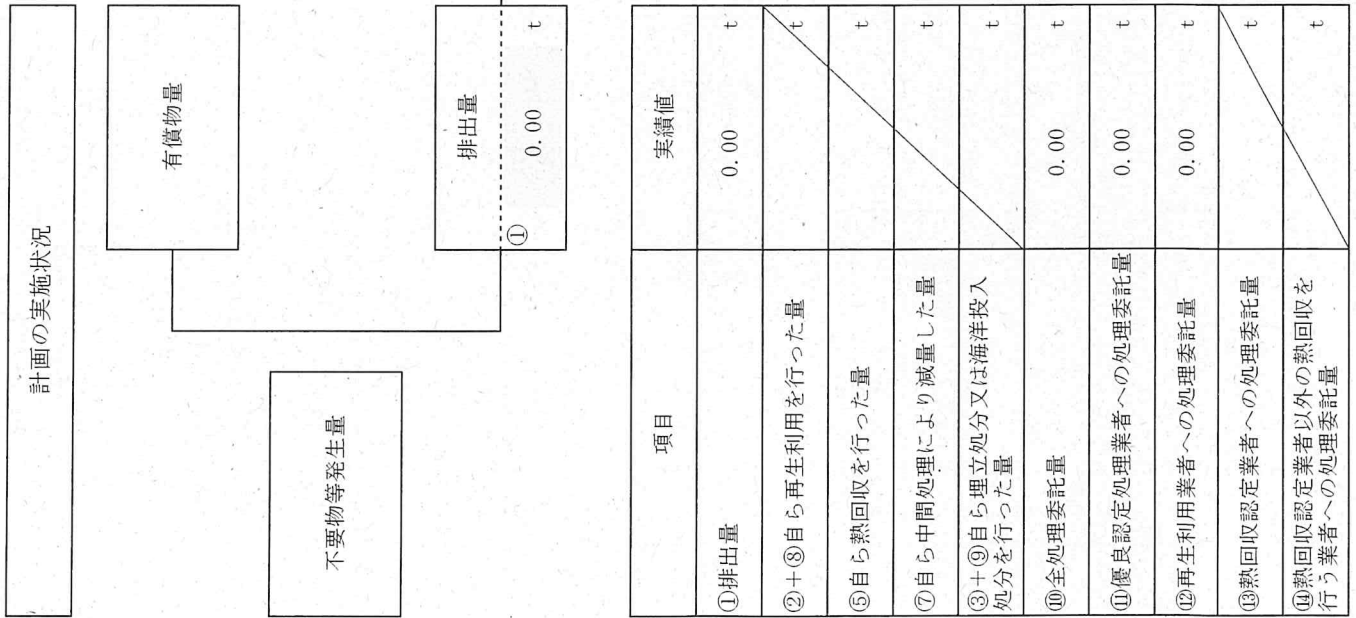 計画の実施状況
有償物量
不要物等発生量
排出量
① 0.00 t
項目 実績値
①排出量 0.00 t
②+⑧自ら再生利用を行った量 t
⑤自ら熱回収を行った量 t
⑦自ら中間処理により減量した量 t
③+⑨自ら埋立処分又は海洋投入
処分を行った量 t
⑩全処理委託量 0.00 t
⑪優良認定処理業者への処理委託量 0.00 t
⑫再生利用業者への処理委託量 0.00 t
⑬熱回収認定業者への処理委託量 t
⑭熱回収認定業者以外の熱回収を
行う業者への処理委託量 t